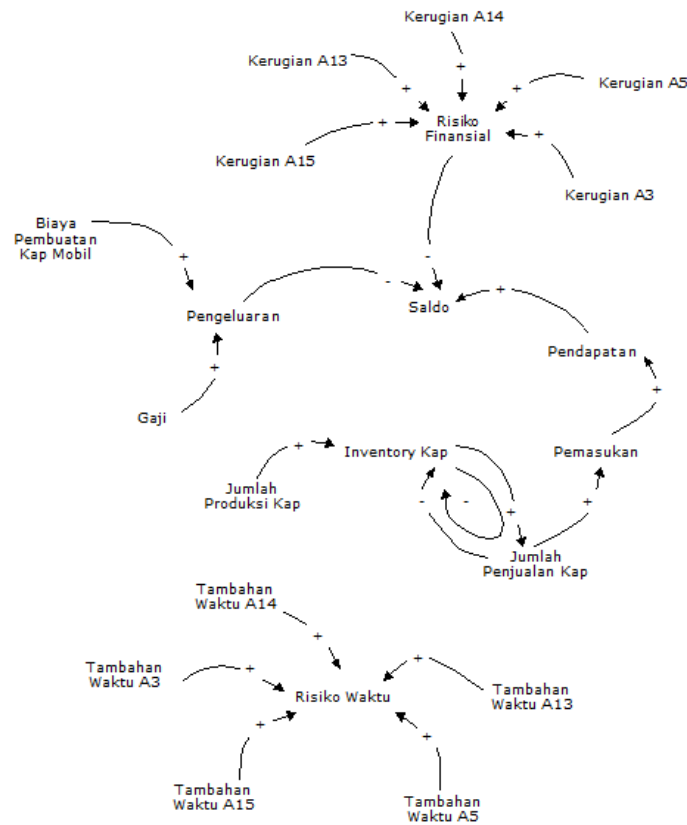 Kerugian A14
Kerugian A13
+
+
+
Kerugian A5
Risiko
Finansial
+
+
Kerugian A15
Kerugian A3
Biaya
Pembuatan
Kap Mobil
+
-
-
+
Pengeluaran
Saldo
Pendapatan
+
+
Gaji
+
Inventory Kap
Pemasukan
Jumlah
Produksi Kap
-
-
+
+
Jumlah
Penjualan Kap
Tambahan
Waktu A14
+
Tambahan
Waktu A3
+
+
Risiko Waktu
Tambahan
Waktu A13
+
+
Tambahan
Waktu A15
Tambahan
Waktu A5